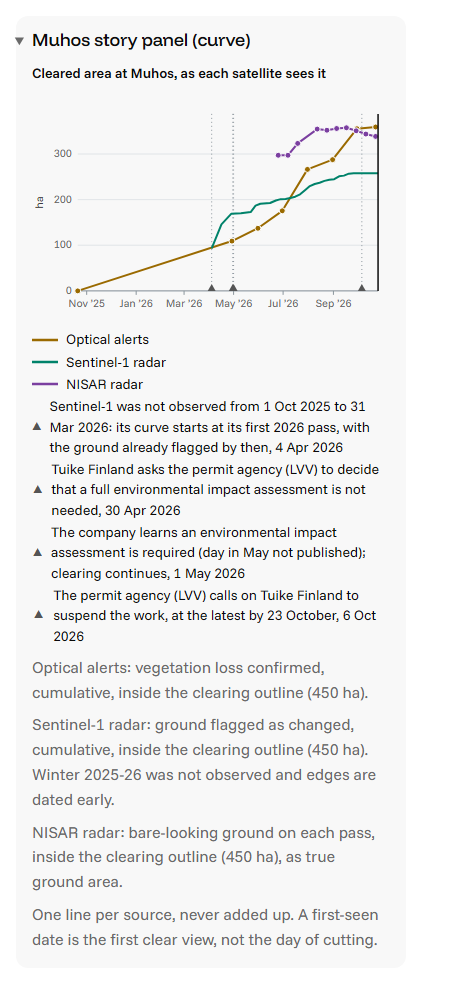 Muhos story panel (curve)
Cleared area at Muhos, as each satellite sees it
300
200
100
0
ha
Nov '25 Jan '26 Mar '26 May '26 Jul '26 Sep '26
Optical alerts
Sentinel-1 radar
NISAR radar
Sentinel-1 was not observed from 1 Oct 2025 to 31
Mar 2026: its curve starts at its first 2026 pass, with
the ground already flagged by then, 4 Apr 2026
Tuike Finland asks the permit agency (LVV) to decide
that a full environmental impact assessment is not
needed, 30 Apr 2026
The company learns an environmental impact
assessment is required (day in May not published);
clearing continues, 1 May 2026
The permit agency (LVV) calls on Tuike Finland to
suspend the work, at the latest by 23 October, 6 Oct
2026
Optical alerts: vegetation loss confirmed,
cumulative, inside the clearing outline (450 ha).
Sentinel-1 radar: ground flagged as changed,
cumulative, inside the clearing outline (450 ha).
Winter 2025-26 was not observed and edges are
dated early.
NISAR radar: bare-looking ground on each pass,
inside the clearing outline (450 ha), as true
ground area.
One line per source, never added up. A first-seen
date is the first clear view, not the day of cutting.